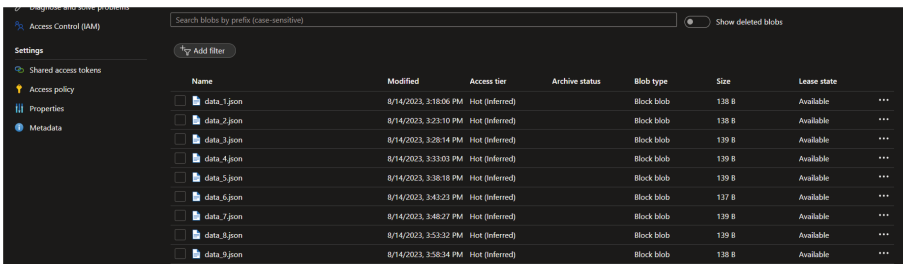 Diagnose and solve problems
Access Control (IAM)
Settings
Shared access tokens
Access policy
Properties
Metadata
Search blobs by prefix (case-sensitive)
Show deleted blobs
Add filter
Name Modified Access tier Archive status Blob type Size Lease state
data_1.json 8/14/2023, 3:18:06 PM Hot (Inferred) Block blob 138 B Available ...
data_2.json 8/14/2023, 3:23:10 PM Hot (Inferred) Block blob 138 B Available ...
data_3.json 8/14/2023, 3:28:14 PM Hot (Inferred) Block blob 139 B Available ...
data_4.json 8/14/2023, 3:33:03 PM Hot (Inferred) Block blob 139 B Available ...
data_5.json 8/14/2023, 3:38:18 PM Hot (Inferred) Block blob 139 B Available ...
data_6.json 8/14/2023, 3:43:23 PM Hot (Inferred) Block blob 137 B Available ...
data_7.json 8/14/2023, 3:48:27 PM Hot (Inferred) Block blob 139 B Available ...
data_8.json 8/14/2023, 3:53:32 PM Hot (Inferred) Block blob 139 B Available ...
data_9.json 8/14/2023, 3:58:34 PM Hot (Inferred) Block blob 138 B Available ...